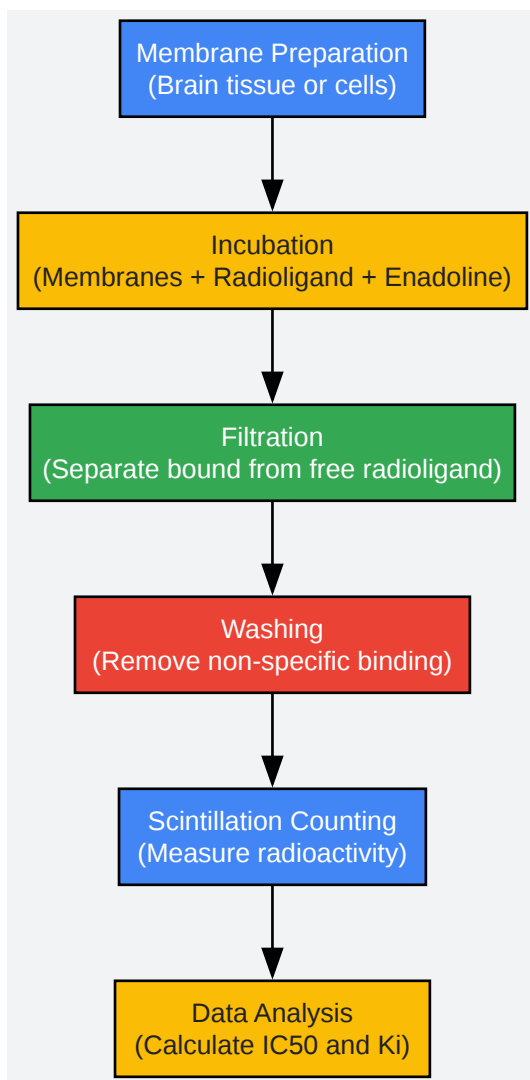 Membrane Preparation
(Brain tissue or cells)
Incubation
(Membranes + Radioligand + Enadoline)
Filtration
(Separate bound from free radioligand)
Washing
(Remove non-specific binding)
Scintillation Counting
(Measure radioactivity)
Data Analysis
(Calculate IC50 and Ki)